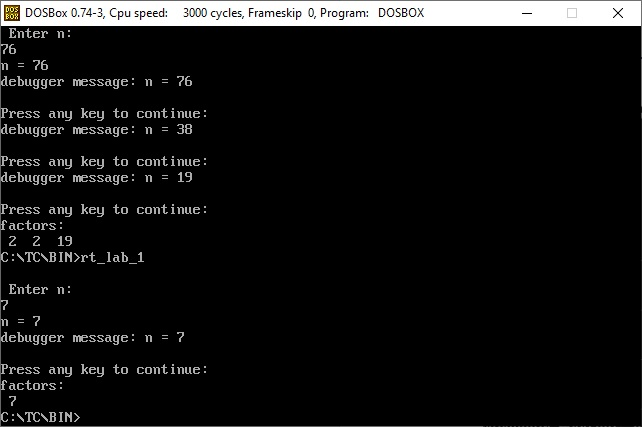 DOS BOX DOSBox 0.74-3, Cpu speed: 3000 cycles, Frameskip 0, Program: DOSBOX
Enter n:
76
n = 76
debugger message: n = 76
Press any key to continue:
debugger message: n = 38
Press any key to continue:
debugger message: n = 19
Press any key to continue:
factors:
2 2 19
C:\TC\BIN>rt_lab_1
Enter n:
7
n = 7
debugger message: n = 7
Press any key to continue:
factors:
7
C:\TC\BIN>